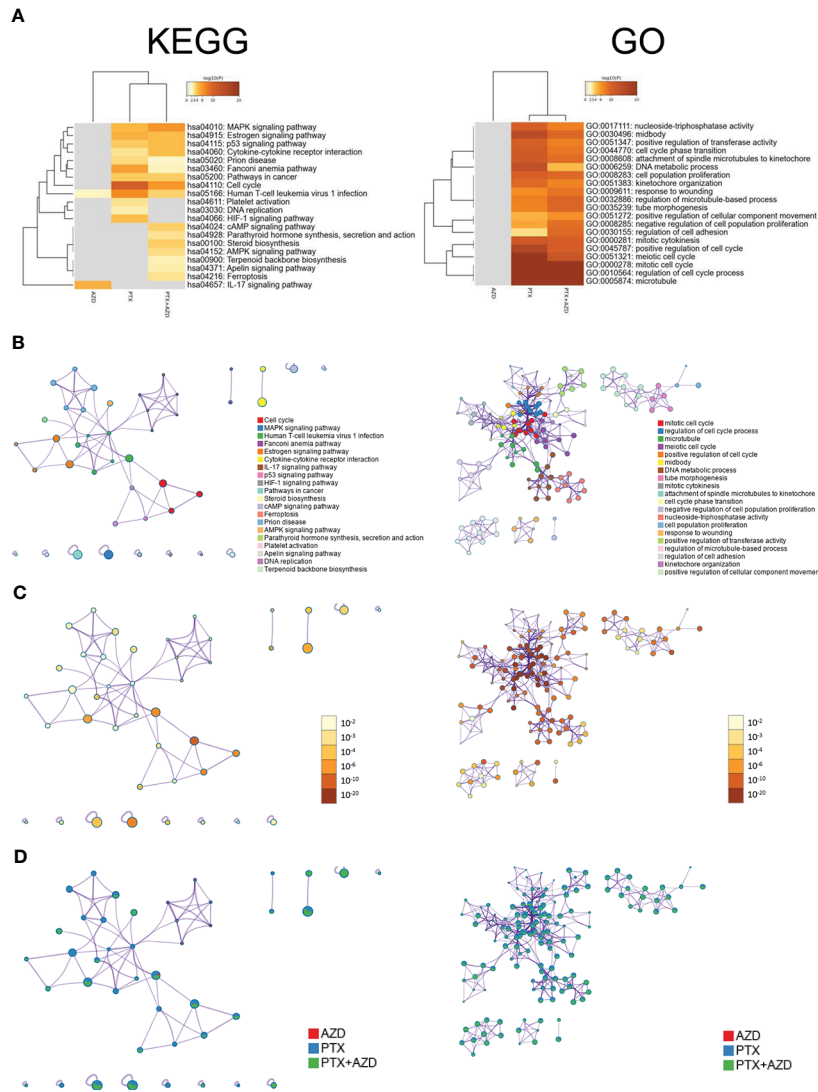 A
KEGG
GO
-log10(P)
0 2 3 4 6 10 20
hsa04010: MAPK signaling pathway
hsa04915: Estrogen signaling pathway
hsa04115: p53 signaling pathway
hsa04060: Cytokine-cytokine receptor interaction
hsa05020: Prion disease
hsa03460: Fanconi anemia pathway
hsa05200: Pathways in cancer
hsa04110: Cell cycle
hsa05166: Human T-cell leukemia virus 1 infection
hsa04611: Platelet activation
hsa03030: DNA replication
hsa04066: HIF-1 signaling pathway
hsa04024: cAMP signaling pathway
hsa04928: Parathyroid hormone synthesis, secretion and action
hsa00100: Steroid biosynthesis
hsa04152: AMPK signaling pathway
hsa00900: Terpenoid backbone biosynthesis
hsa04371: Apelin signaling pathway
hsa04216: Ferroptosis
hsa04657: IL-17 signaling pathway
AZD
PTX
PTX+AZD
-log10(P)
0 2 3 4 6 10 20
GO:0017111: nucleoside-triphosphatase activity
GO:0030496: midbody
GO:0051347: positive regulation of transferase activity
GO:0044770: cell cycle phase transition
GO:0008608: attachment of spindle microtubules to kinetochore
GO:0006259: DNA metabolic process
GO:0008283: cell population proliferation
GO:0051383: kinetochore organization
GO:0009611: response to wounding
GO:0032886: regulation of microtubule-based process
GO:0035239: tube morphogenesis
GO:0051272: positive regulation of cellular component movement
GO:0008285: negative regulation of cell population proliferation
GO:0030155: regulation of cell adhesion
GO:0000281: mitotic cytokinesis
GO:0045787: positive regulation of cell cycle
GO:0051321: meiotic cell cycle
GO:0000278: mitotic cell cycle
GO:0010564: regulation of cell cycle process
GO:0005874: microtubule
AZD
PTX
PTX+AZD
B
Cell cycle
MAPK signaling pathway
Human T-cell leukemia virus 1 infection
Fanconi anemia pathway
Estrogen signaling pathway
Cytokine-cytokine receptor interaction
IL-17 signaling pathway
p53 signaling pathway
HIF-1 signaling pathway
Pathways in cancer
Steroid biosynthesis
cAMP signaling pathway
Ferroptosis
Prion disease
AMPK signaling pathway
Parathyroid hormone synthesis, secretion and action
Platelet activation
Apelin signaling pathway
DNA replication
Terpenoid backbone biosynthesis
mitotic cell cycle
regulation of cell cycle process
microtubule
meiotic cell cycle
positive regulation of cell cycle
midbody
DNA metabolic process
tube morphogenesis
mitotic cytokinesis
attachment of spindle microtubules to kinetochore
cell cycle phase transition
negative regulation of cell population proliferation
nucleoside-triphosphatase activity
cell population proliferation
response to wounding
positive regulation of transferase activity
regulation of microtubule-based process
regulation of cell adhesion
kinetochore organization
positive regulation of cellular component movemer
C
10-2
10-3
10-4
10-6
10-10
10-20
10-2
10-3
10-4
10-6
10-10
10-20
D
AZD
PTX
PTX+AZD
AZD
PTX
PTX+AZD